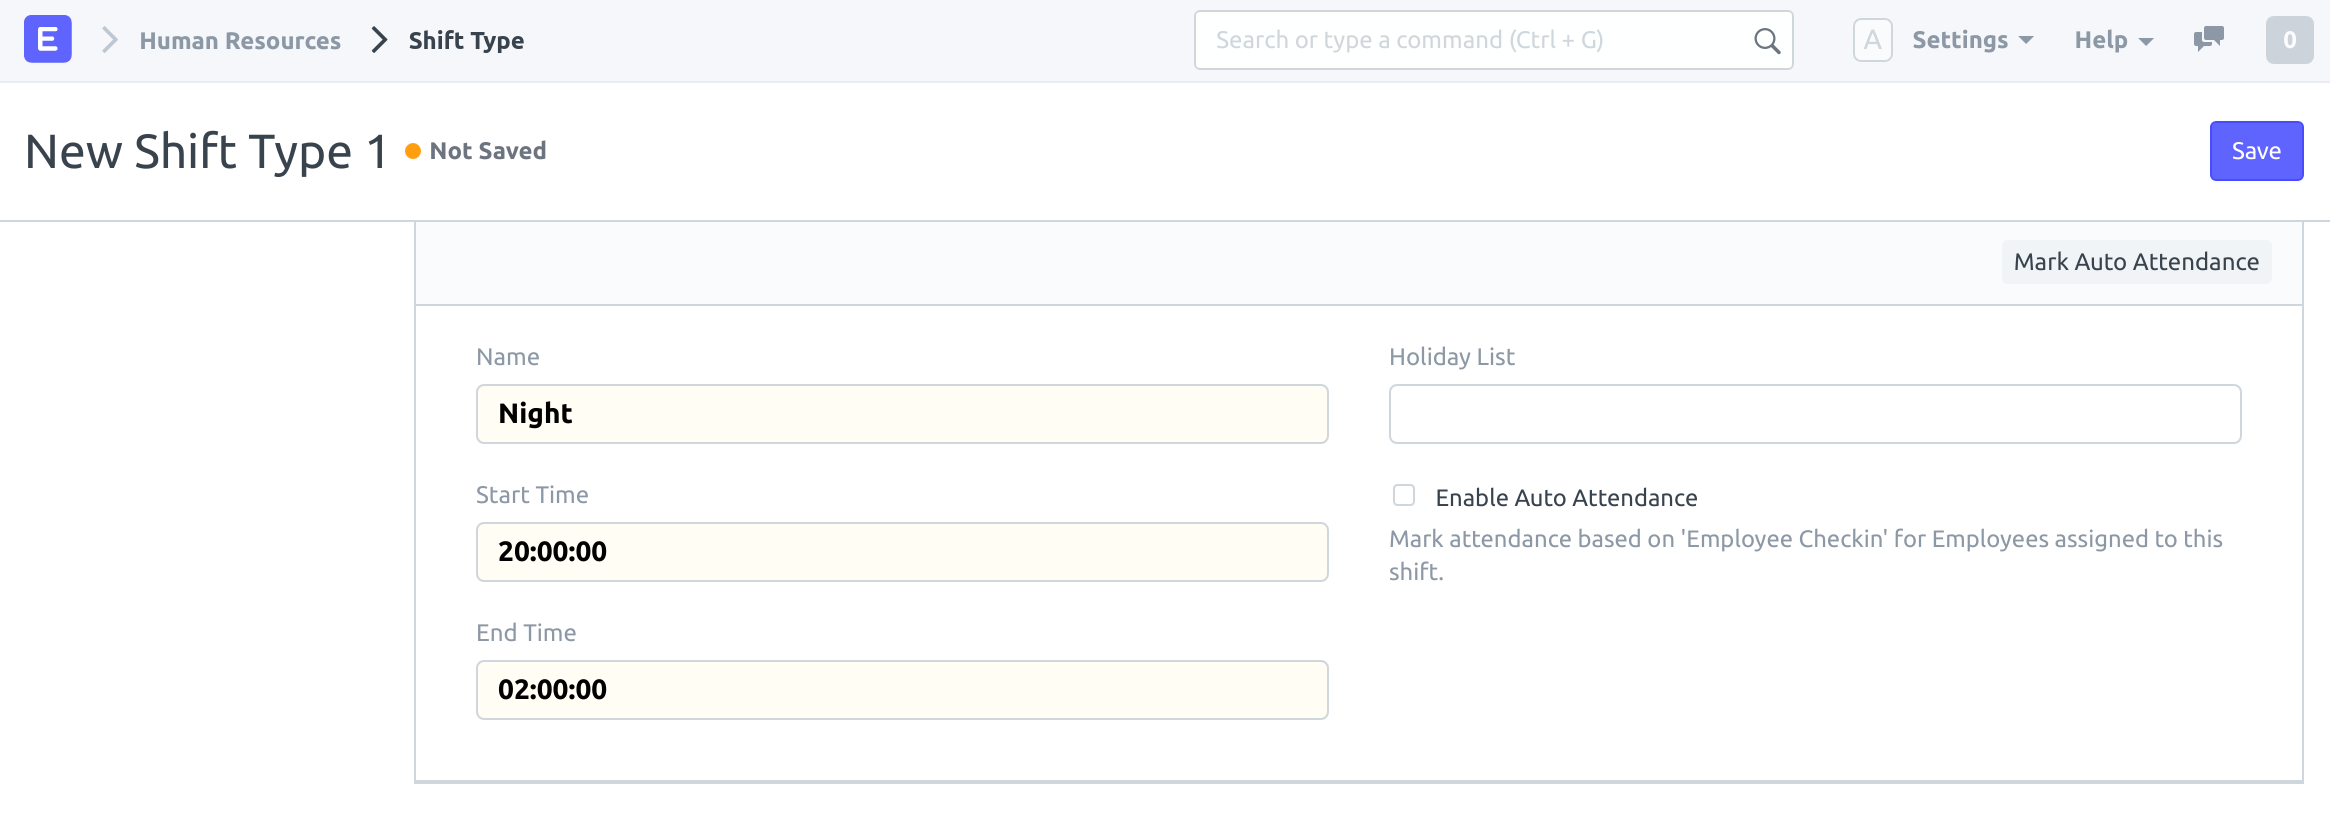 E Human Resources Shift Type Search or type a command (Ctrl + G) A Settings Help 0
New Shift Type 1 Not Saved Save
Mark Auto Attendance
Name
Night
Start Time
20:00:00
End Time
02:00:00
Holiday List
Enable Auto Attendance
Mark attendance based on 'Employee Checkin' for Employees assigned to this
shift.